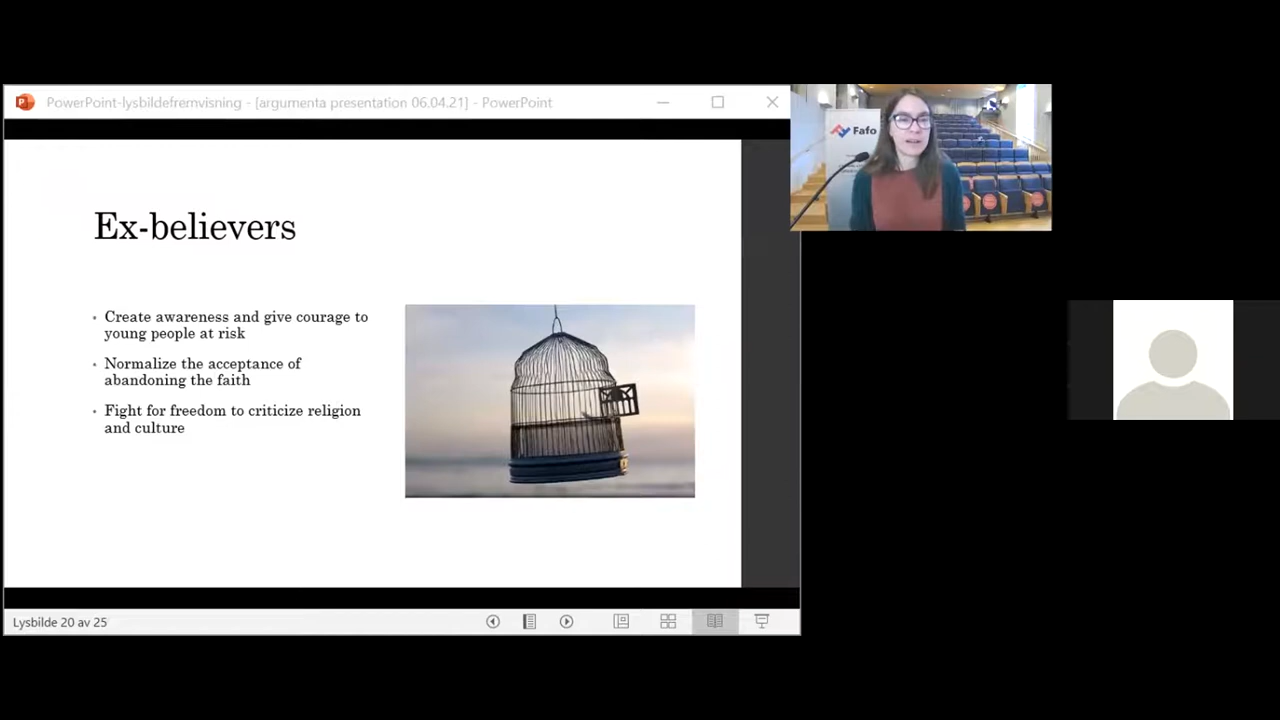 PowerPoint-lysbildefremvisning - [argumenta presentation 06.04.21] - PowerPoint
Fafo
Ex-believers
• Create awareness and give courage to
young people at risk
• Normalize the acceptance of
abandoning the faith
• Fight for freedom to criticize religion
and culture
Lysbilde 20 av 25